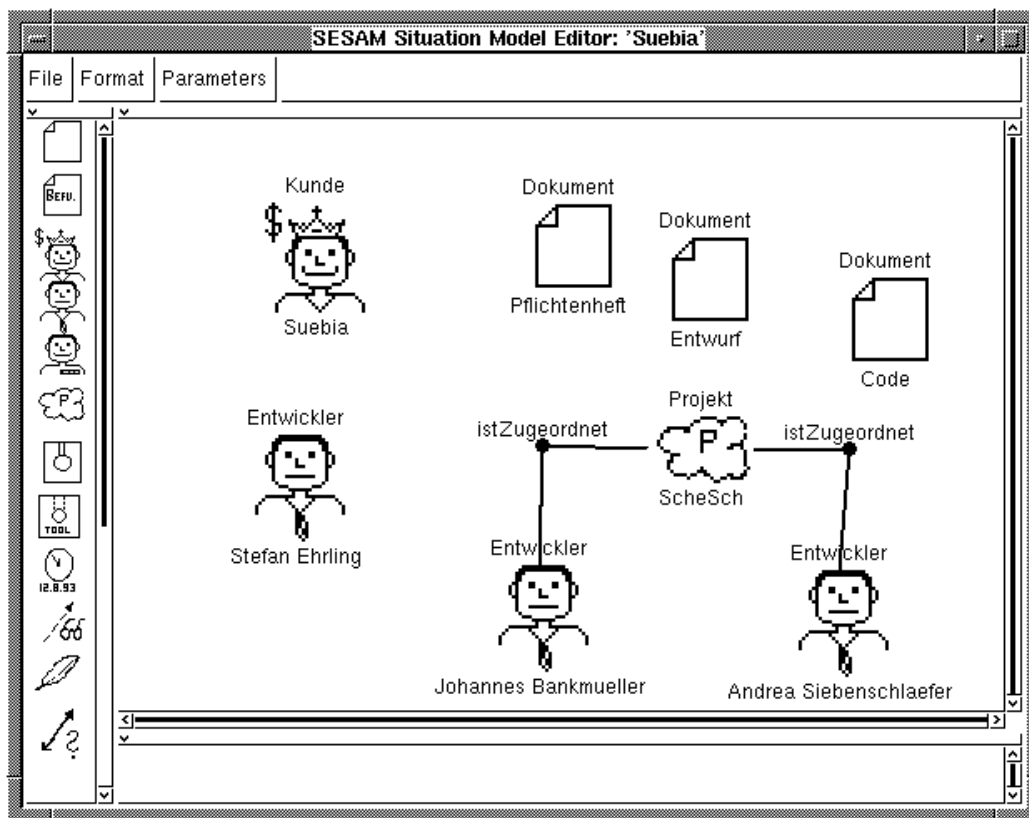 SESAM Situation Model Editor: 'Suebia'
File
Format
Parameters
BEFU.
$
P
TOOL
12.8.93
?
Kunde
$
Suebia
Dokument
Pflichtenheft
Dokument
Entwurf
Dokument
Code
Entwickler
Stefan Ehrling
istZugeordnet
Projekt
P
ScheSch
istZugeordnet
Entwickler
Johannes Bankmueller
Entwickler
Andrea Siebenschlaefer